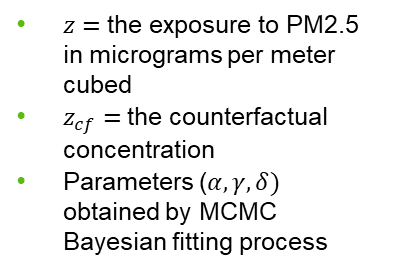 • z = the exposure to PM2.5
in micrograms per meter
cubed
• z_cf = the counterfactual
concentration
• Parameters (α, γ, δ)
obtained by MCMC
Bayesian fitting process